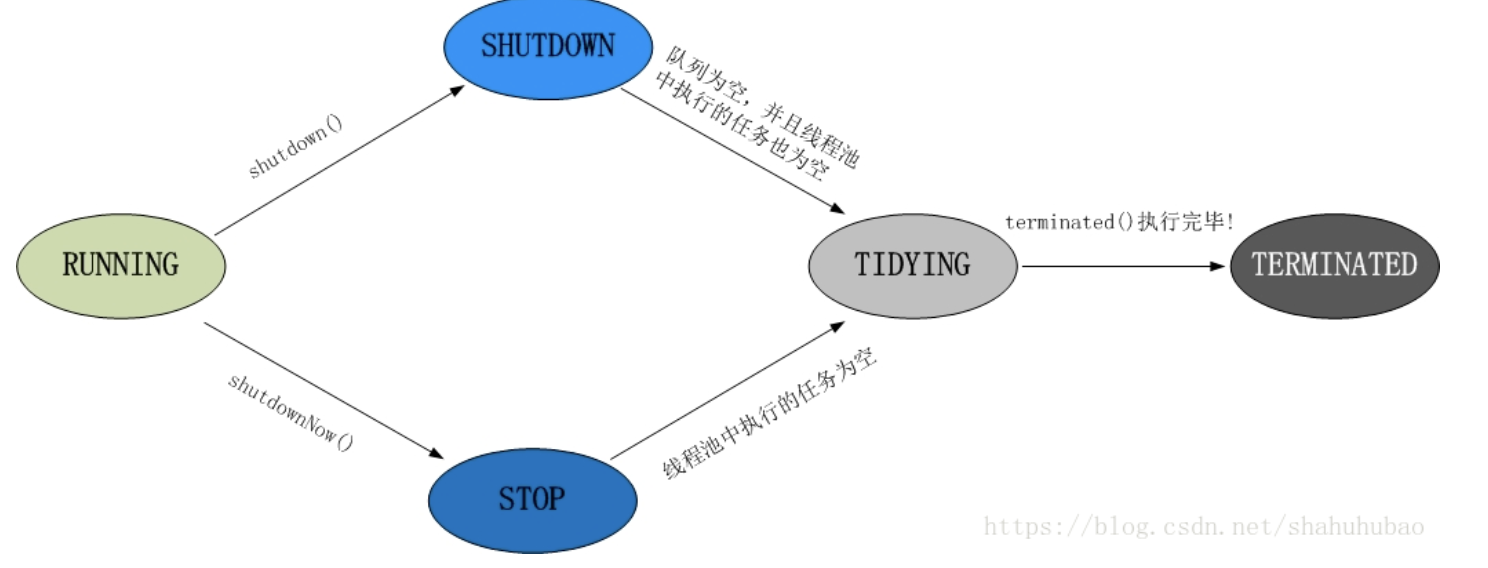 SHUTDOWN
队列为空，并且线程池
中执行的任务也为空
shutdown()
RUNNING
TIDYING
terminated()执行完毕!
TERMINATED
shutdownNow()
线程池中执行的任务为空
STOP
https://blog.csdn.net/shahuhubao